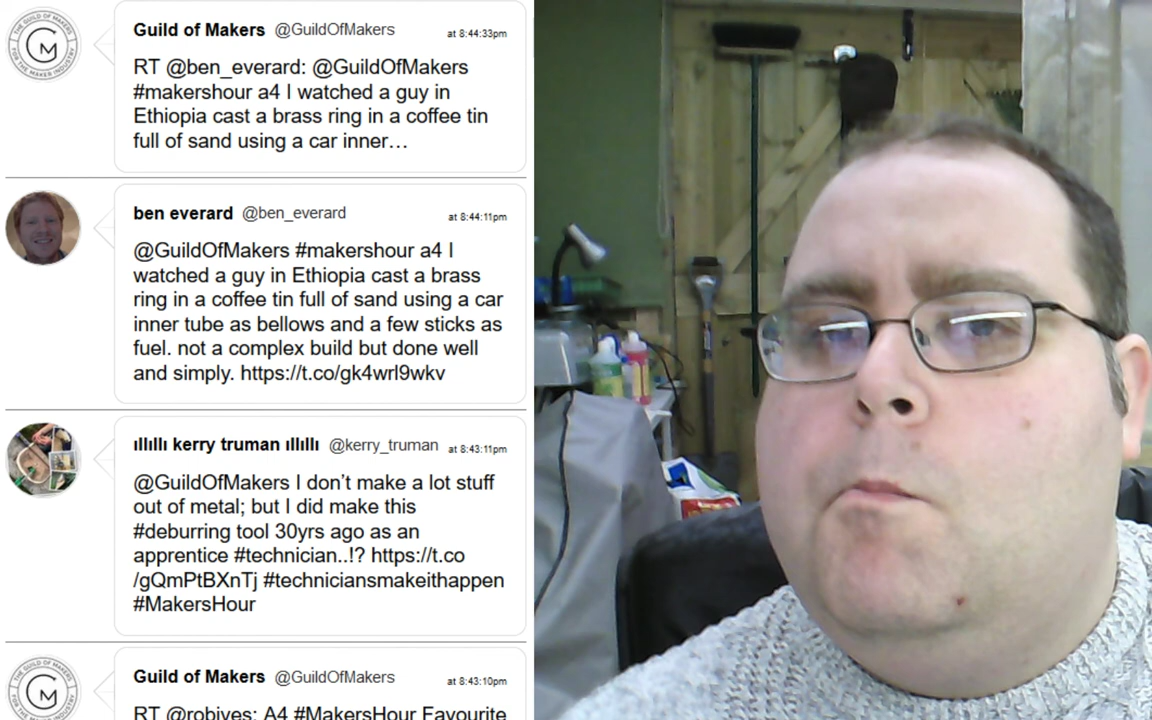 Guild of Makers @GuildOfMakers at 8:44:33pm
RT @ben_everard: @GuildOfMakers
#makershour a4 I watched a guy in
Ethiopia cast a brass ring in a coffee tin
full of sand using a car inner…
ben everard @ben_everard at 8:44:11pm
@GuildOfMakers #makershour a4 I
watched a guy in Ethiopia cast a brass
ring in a coffee tin full of sand using a car
inner tube as bellows and a few sticks as
fuel. not a complex build but done well
and simply. https://t.co/gk4wrl9wkv
ıllıllı kerry truman ıllıllı @kerry_truman at 8:43:11pm
@GuildOfMakers I don’t make a lot stuff
out of metal; but I did make this
#deburring tool 30yrs ago as an
apprentice #technician..!? https://t.co
/gQmPtBXnTj #techniciansmakeithappen
#MakersHour
Guild of Makers @GuildOfMakers at 8:43:10pm
RT @robives: A4 #MakersHour Favourite